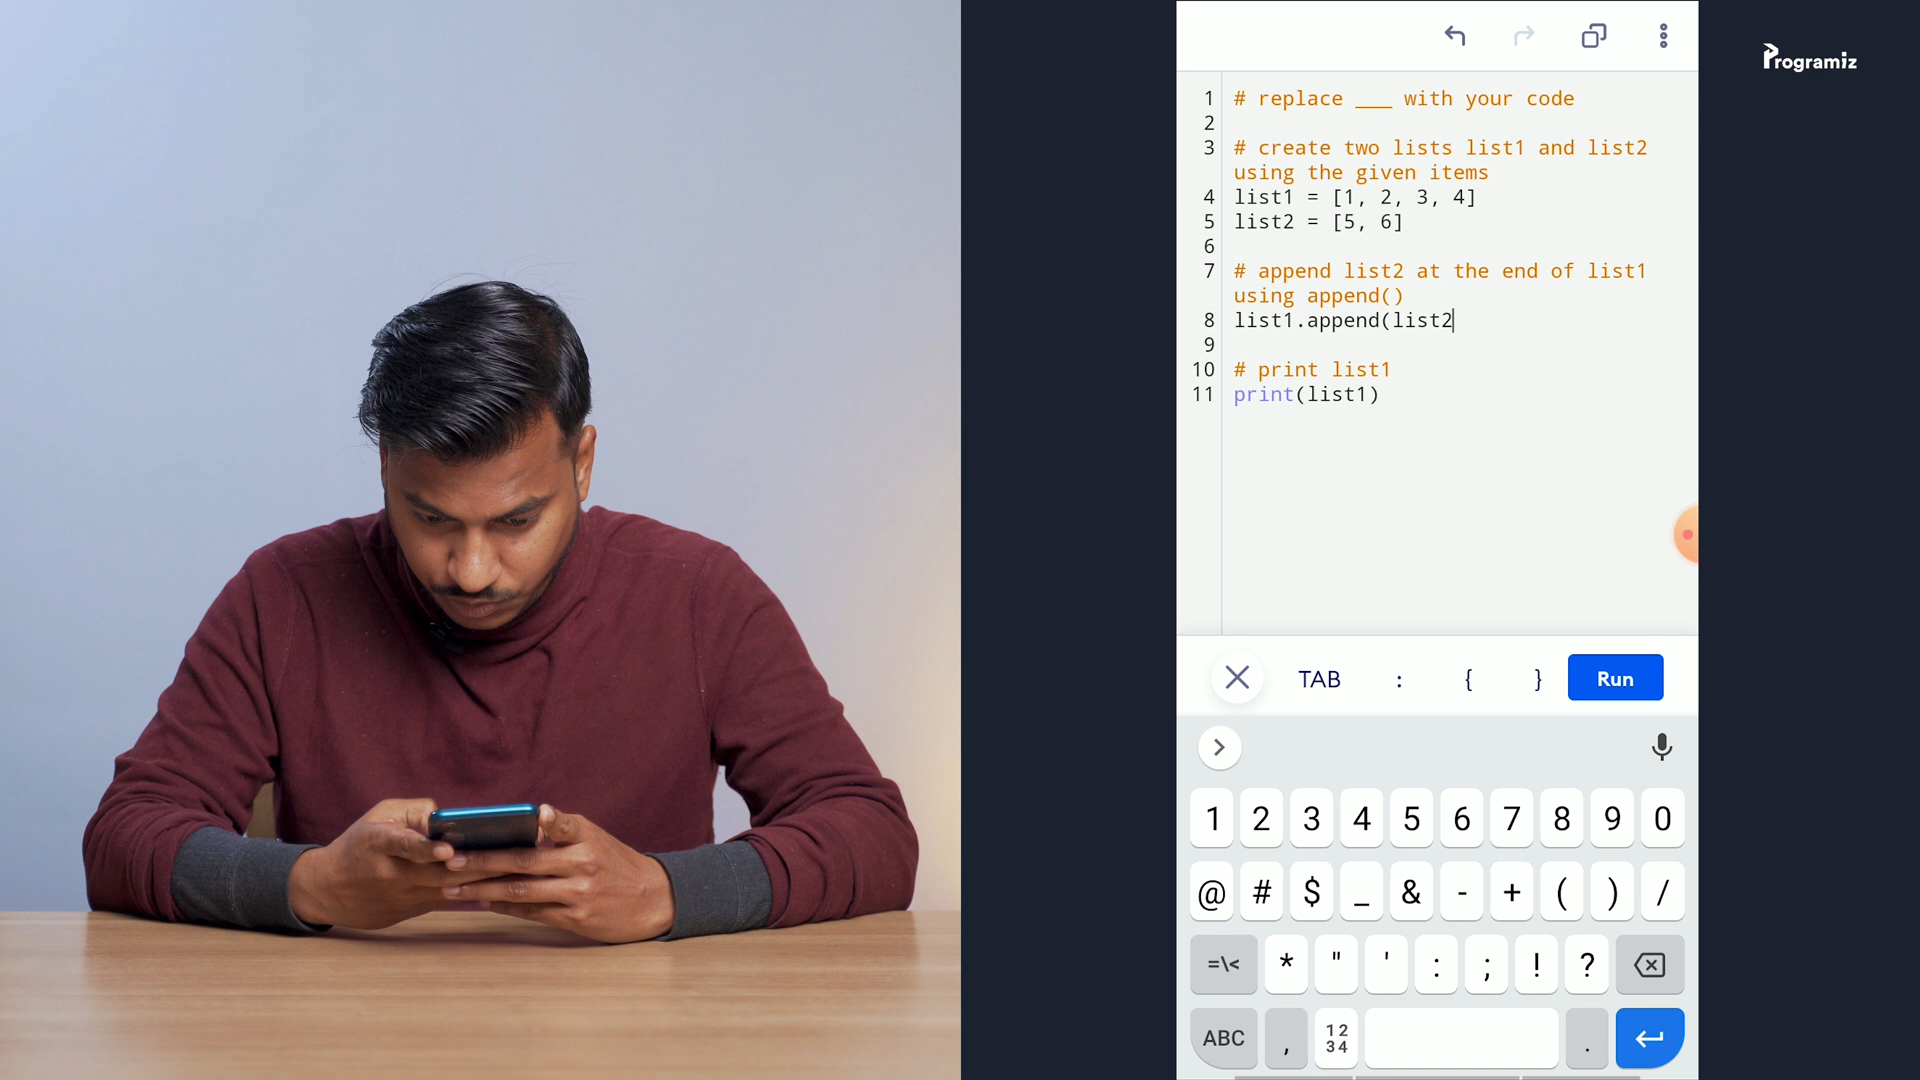 Programiz
1 # replace ___ with your code
2
3 # create two lists list1 and list2
using the given items
4 list1 = [1, 2, 3, 4]
5 list2 = [5, 6]
6
7 # append list2 at the end of list1
using append()
8 list1.append(list2
9
10 # print list1
11 print(list1)
TAB : { } Run
1 2 3 4 5 6 7 8 9 0
@ # $ _ & - + ( ) /
=\< * " ' : ; ! ?
ABC , 12 34 .